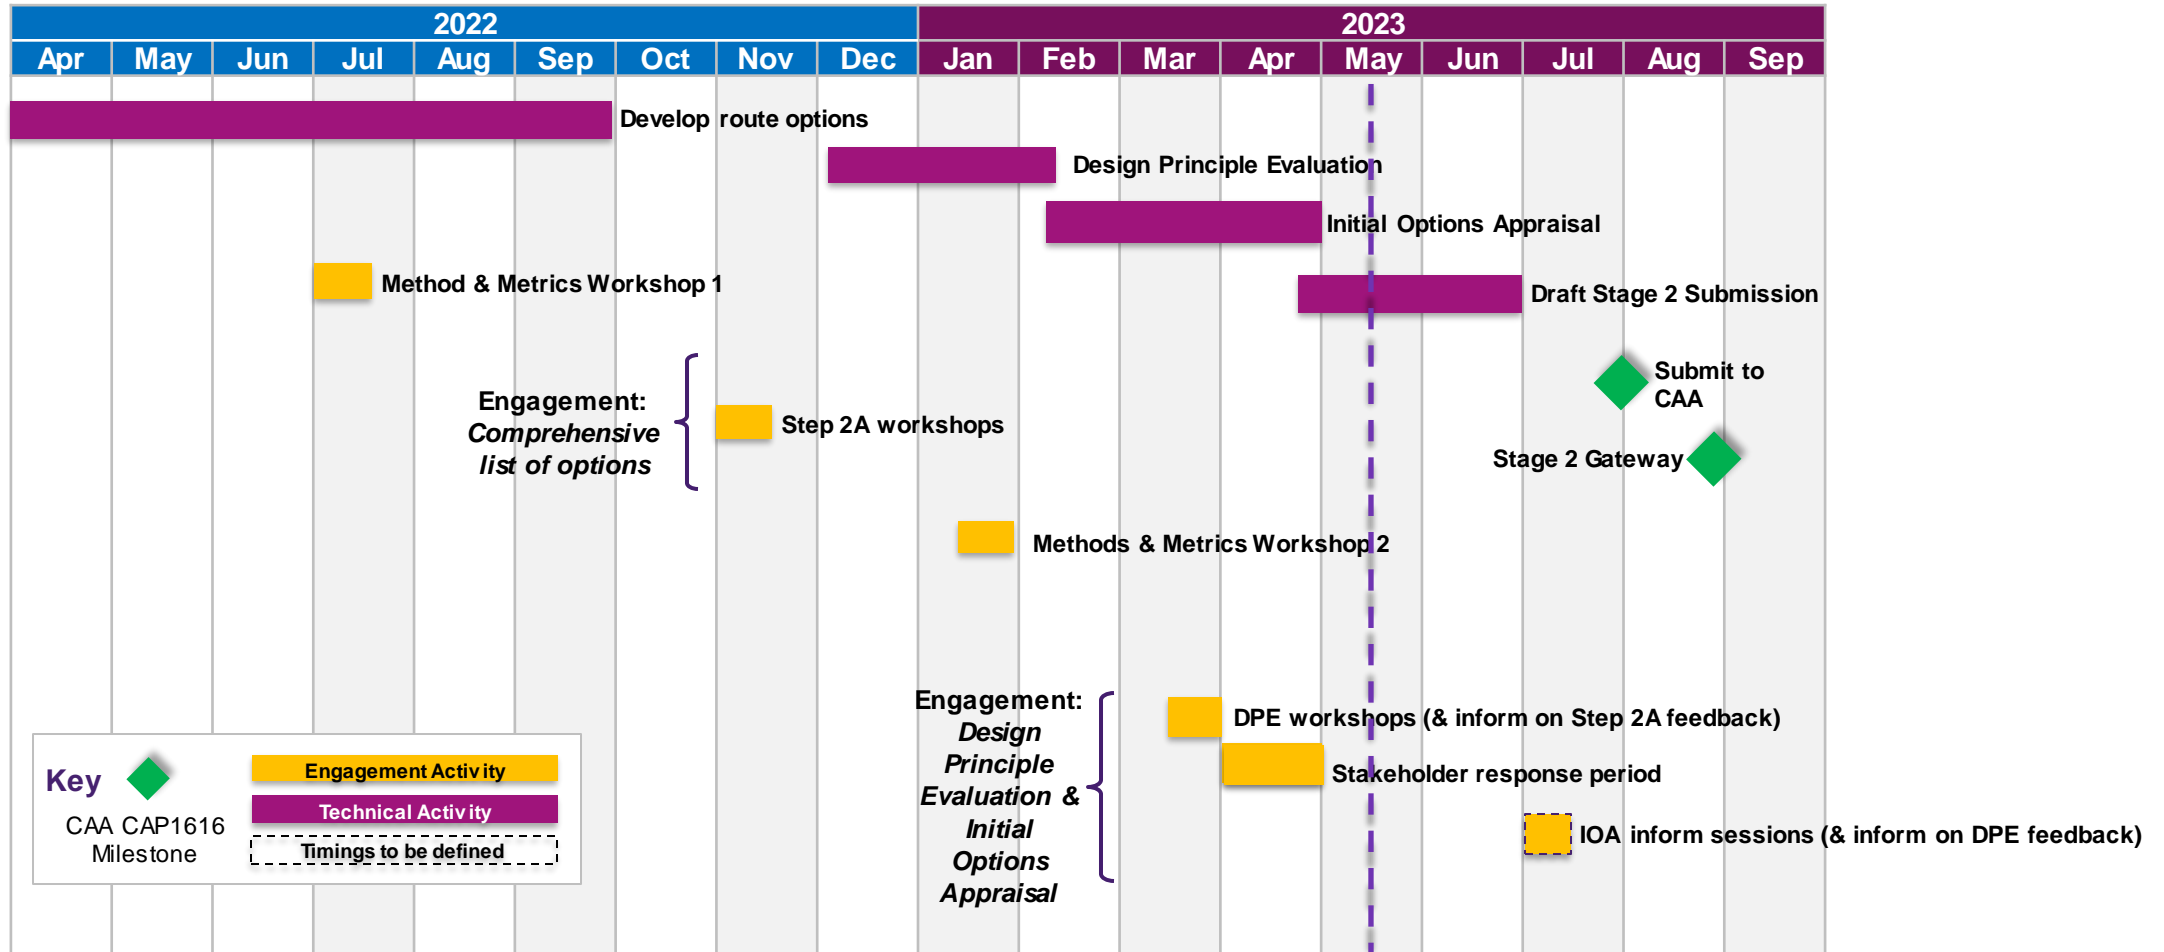 2022
2023
Apr May Jun Jul Aug Sep Oct Nov Dec Jan Feb Mar Apr May Jun Jul Aug Sep
Develop route options
Design Principle Evaluation
Initial Options Appraisal
Method & Metrics Workshop 1
Draft Stage 2 Submission
Submit to
CAA
Engagement:
Comprehensive
list of options
Step 2A workshops
Stage 2 Gateway
Methods & Metrics Workshop 2
Engagement:
Design
Principle
Evaluation &
Initial
Options
Appraisal
DPE workshops (& inform on Step 2A feedback)
Stakeholder response period
IOA inform sessions (& inform on DPE feedback)
Key
CAA CAP1616
Milestone
Engagement Activity
Technical Activity
Timings to be defined